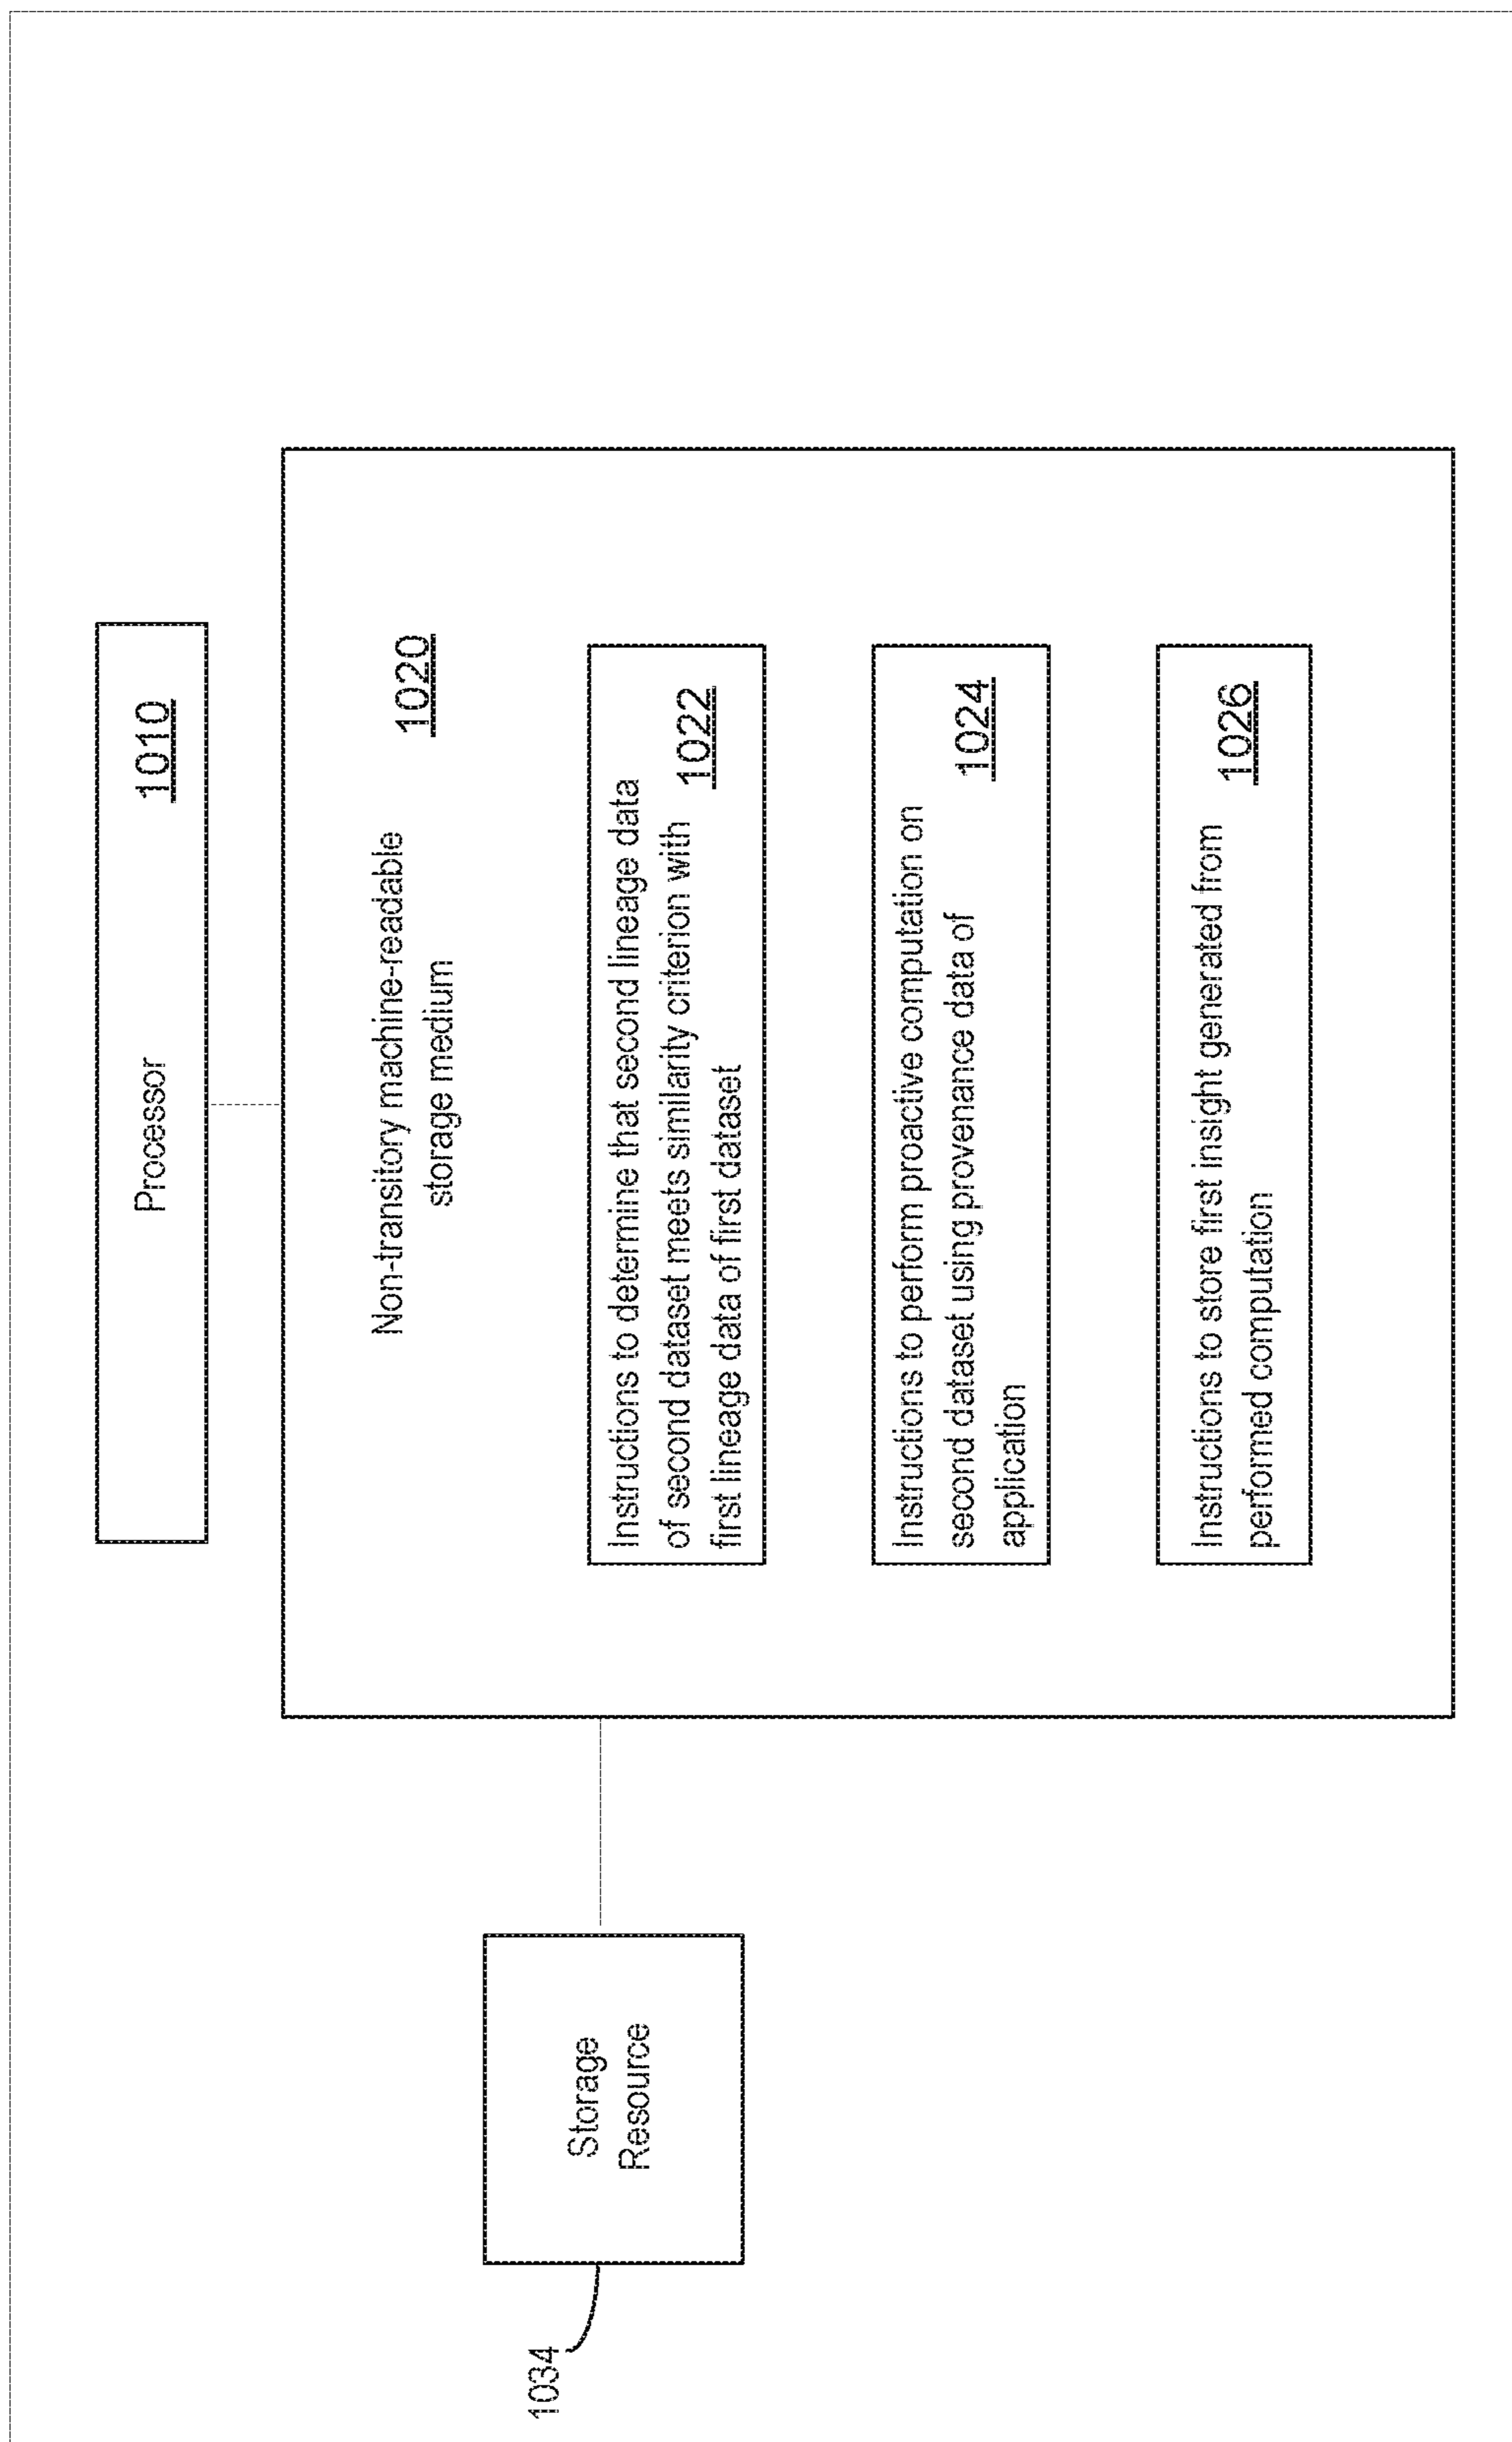 Processor
1010
Non-transitory machine-readable
storage medium
1020
Instructions to determine that second lineage data
of second dataset meets similarity criterion with
first lineage data of first dataset
1022
Instructions to perform proactive computation on
second dataset using provenance data of
application
1024
Instructions to store first insight generated from
performed computation
1026
Storage
Resource
1034